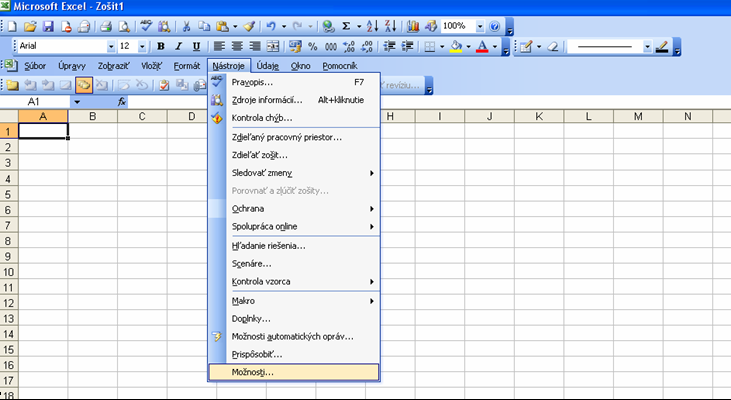 Microsoft Excel - Zošit1
100%
Arial 12 B I U % 000
Súbor Úpravy Zobraziť Vložiť Formát Nástroje Údaje Okno Pomocník
revíziu...
A1 fx
A B C D H I J K L M N
1
2
3
4
5
6
7
8
9
10
11
12
13
14
15
16
17
18
Pravopis... F7
Zdroje informácií... Alt+kliknutie
Kontrola chýb...
Zdieľaný pracovný priestor...
Zdieľať zošit...
Sledovať zmeny
Porovnať a zlúčiť zošity...
Ochrana
Spolupráca online
Hľadanie riešenia...
Scenáre...
Kontrola vzorca
Makro
Doplnky...
Možnosti automatických opráv...
Prispôsobiť...
Možnosti...